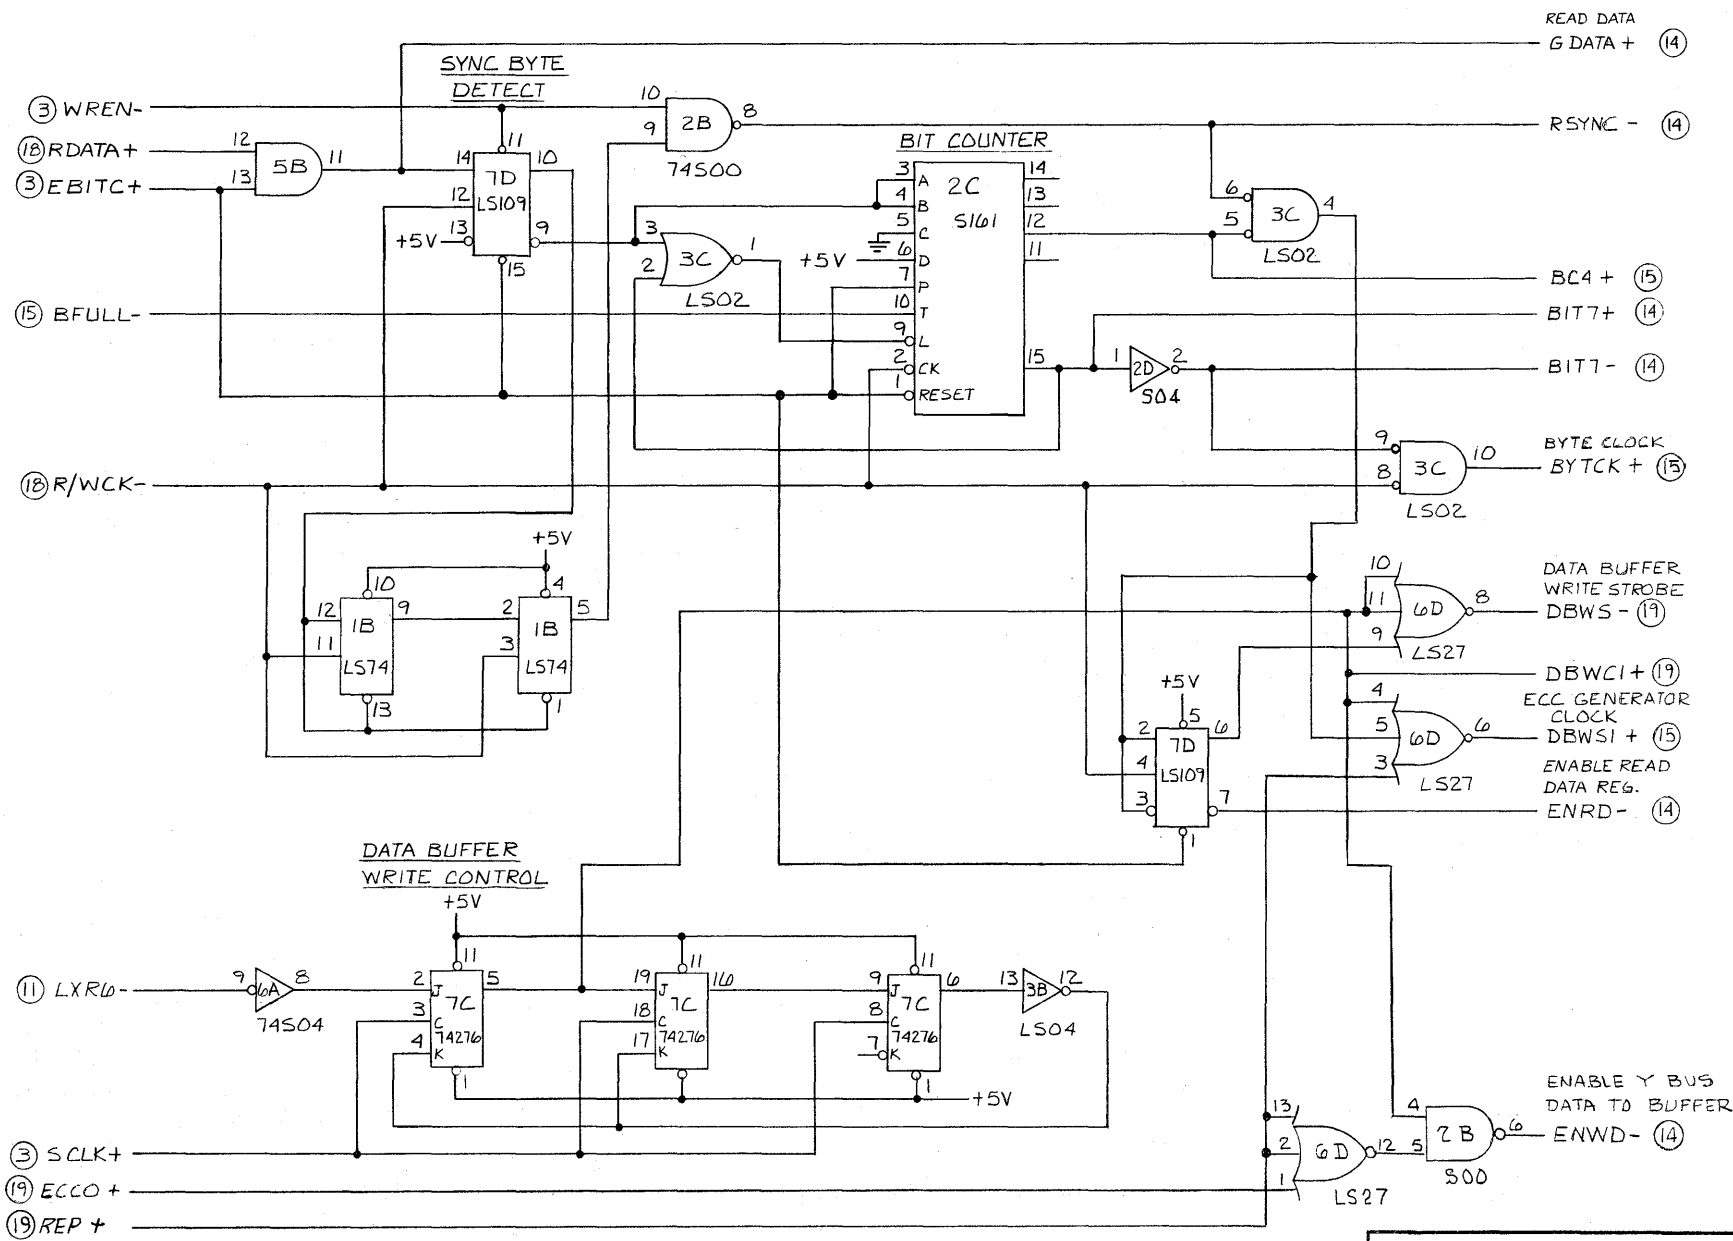 READ DATA
G DATA + 14
SYNC BYTE
DETECT
3 WREN-
10
9
2B
8
74S00
BIT COUNTER
RSYNC - 14
18 RDATA+
12
5B
11
3 EBITC+
13
11
14
7D
10
LS109
12
+5V
13
9
15
3
3C
1
2
LS02
3 A
4 B
5 C
+5V 6 D
7 P
10 T
9 L
2 CK
1 RESET
2C
S161
14
13
12
11
15
6
5
3C
4
LS02
BC4 + 15
15 BFULL-
BIT7+ 14
1
2D
2
S04
BIT7- 14
9
8
3C
10
LS02
BYTE CLOCK
BYTCK + 15
18 R/WCK-
+5V
10
12
1B
9
11
LS74
13
4
2
1B
5
3
LS74
1
10
11
9
6D
8
LS27
DATA BUFFER
WRITE STROBE
DBWS - 19
DBWC1+ 19
4
5
3
6D
6
LS27
ECC GENERATOR
CLOCK
DBWS1 + 15
+5V
5
2
7D
6
4
LS109
3
7
1
ENABLE READ
DATA REG.
ENRD- 14
DATA BUFFER
WRITE CONTROL
+5V
11 LXR6-
9
6A
8
74S04
11
2 J
7C
5
3 C
74276
4 K
1
11
19 J
7C
16
18 C
74276
17 K
11
9 J
7C
6
8 C
74276
7 K
1
+5V
13
3B
12
LS04
3 SCLK+
19 ECCO +
19 REP +
13
2
1
6D
12
LS27
4
5
2B
6
S00
ENABLE Y BUS
DATA TO BUFFER
ENWD- 14